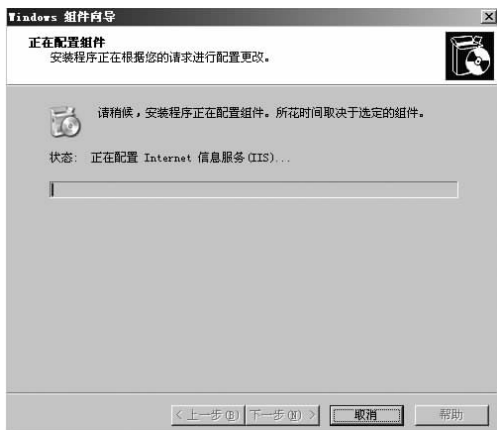 Windows 组件向导
正在配置组件
安装程序正在根据您的请求进行配置更改。
请稍候，安装程序正在配置组件。所花时间取决于选定的组件。
状态: 正在配置 Internet 信息服务(IIS)...
< 上一步(B) 下一步(N) > 取消 帮助